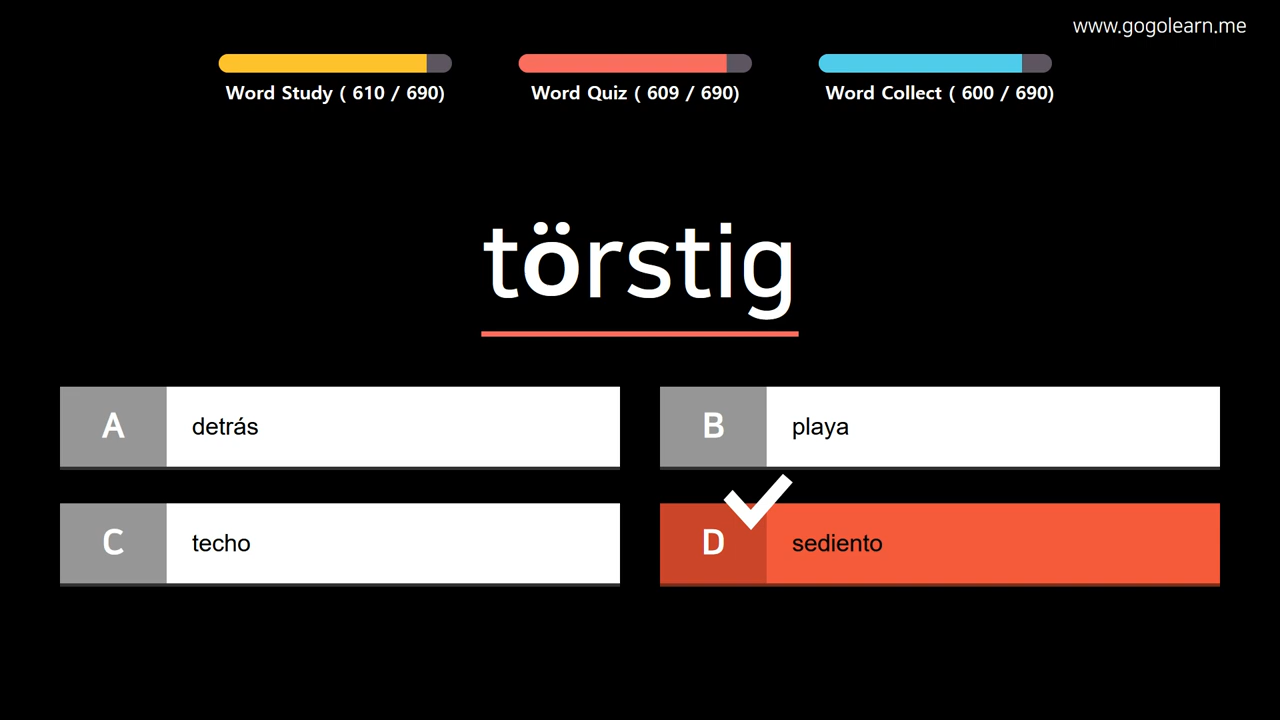 www.gogolearn.me
Word Study ( 610 / 690)
Word Quiz ( 609 / 690)
Word Collect ( 600 / 690)
törstig
A detrás
B playa
C techo
D sediento